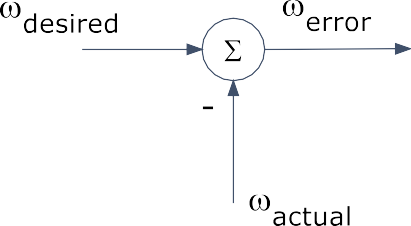 ωdesired
ωerror
Σ
-
ωactual